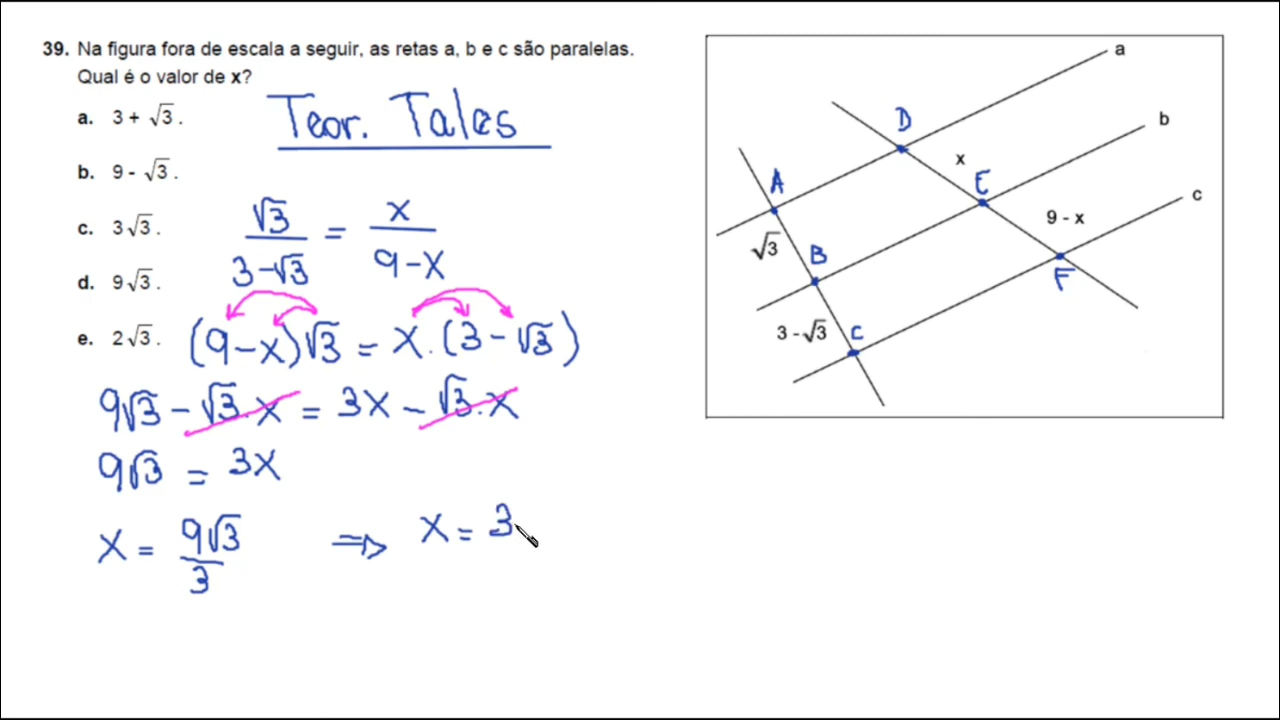 39. Na figura fora de escala a seguir, as retas a, b e c são paralelas.
Qual é o valor de x?
a. 3 + √3.
b. 9 - √3.
c. 3√3.
d. 9√3.
e. 2√3.
Teor. Tales
√3/(3-√3) = x/(9-x)
(9-x)√3 = x.(3-√3)
9√3 - √3.x = 3x - √3.x
9√3 = 3x
x = 9√3/3 ⇒ x = 3
a
b
c
D
x
A
E
9 - x
√3
B
F
3 - √3
C